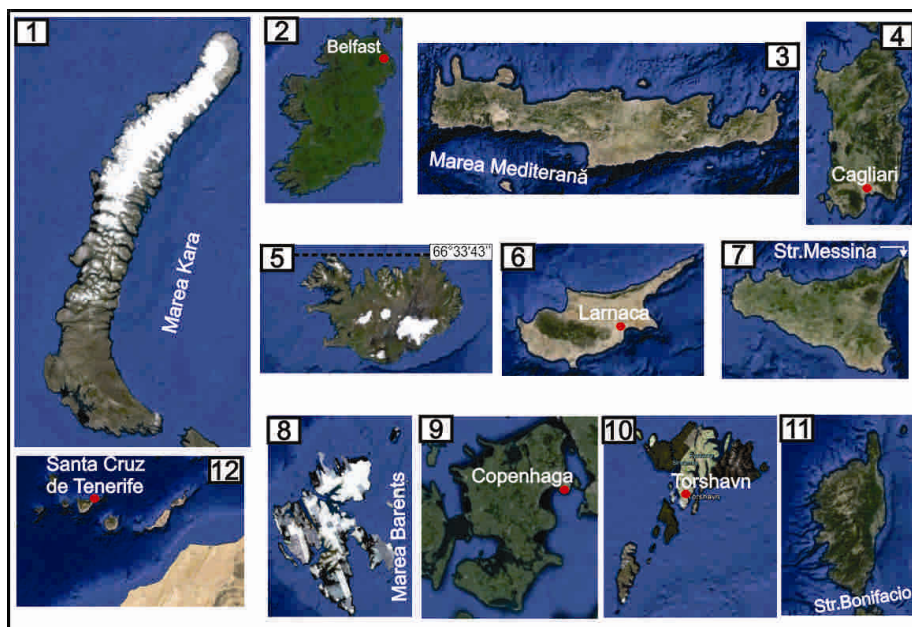 1
Marea Kara
2
Belfast
3
Marea Mediterană
4
Cagliari
5
66°33'43"
6
Larnaca
7
Str.Messina
12
Santa Cruz
de Tenerife
8
Marea Barents
9
Copenhaga
10
Torshavn
Torshavn
11
Str.Bonifacio